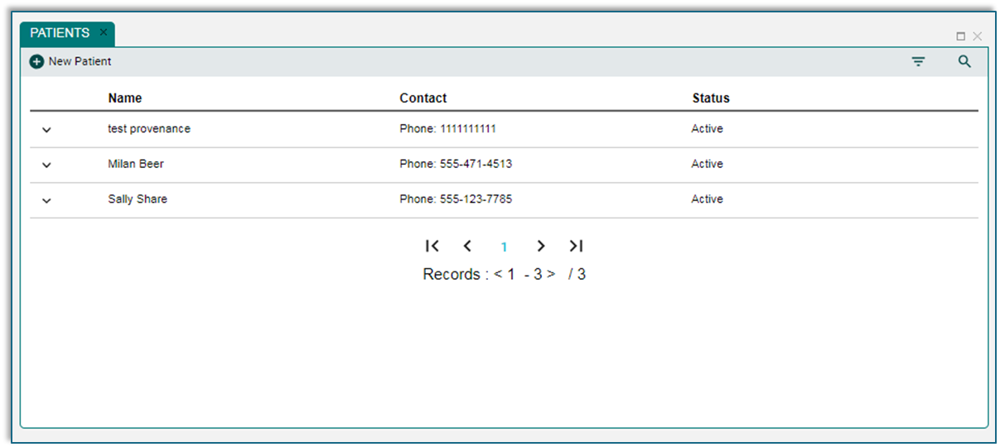 PATIENTS
New Patient
Name Contact Status
test provenance Phone: 1111111111 Active
Milan Beer Phone: 555-471-4513 Active
Sally Share Phone: 555-123-7785 Active
1
Records : < 1 - 3 > / 3